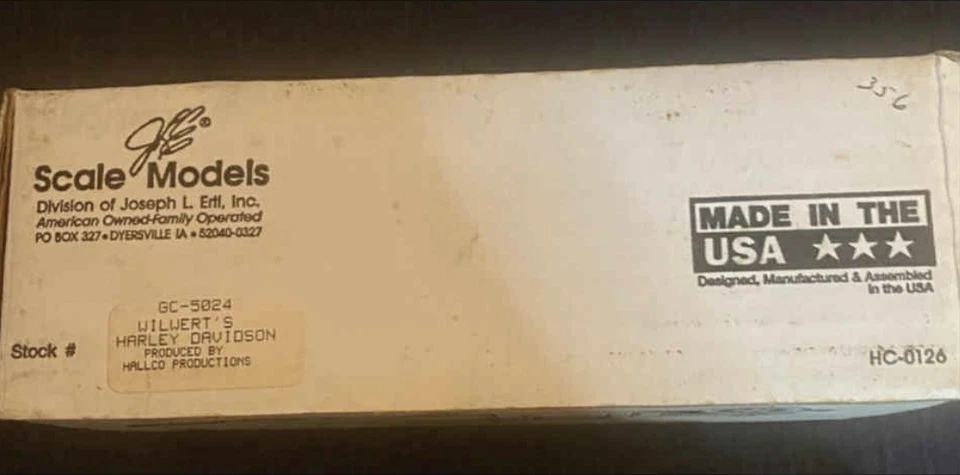 JLE®
Scale Models
Division of Joseph L. Ertl, Inc.
American Owned-Family Operated
PO BOX 327 • DYERSVILLE IA • 52040-0327
Stock #
GC-5024
WILWERT'S
HARLEY DAVIDSON
PRODUCED BY
HALLCO PRODUCTIONS
356
MADE IN THE
USA ★★★
Designed, Manufactured & Assembled
in the USA
HC-0126